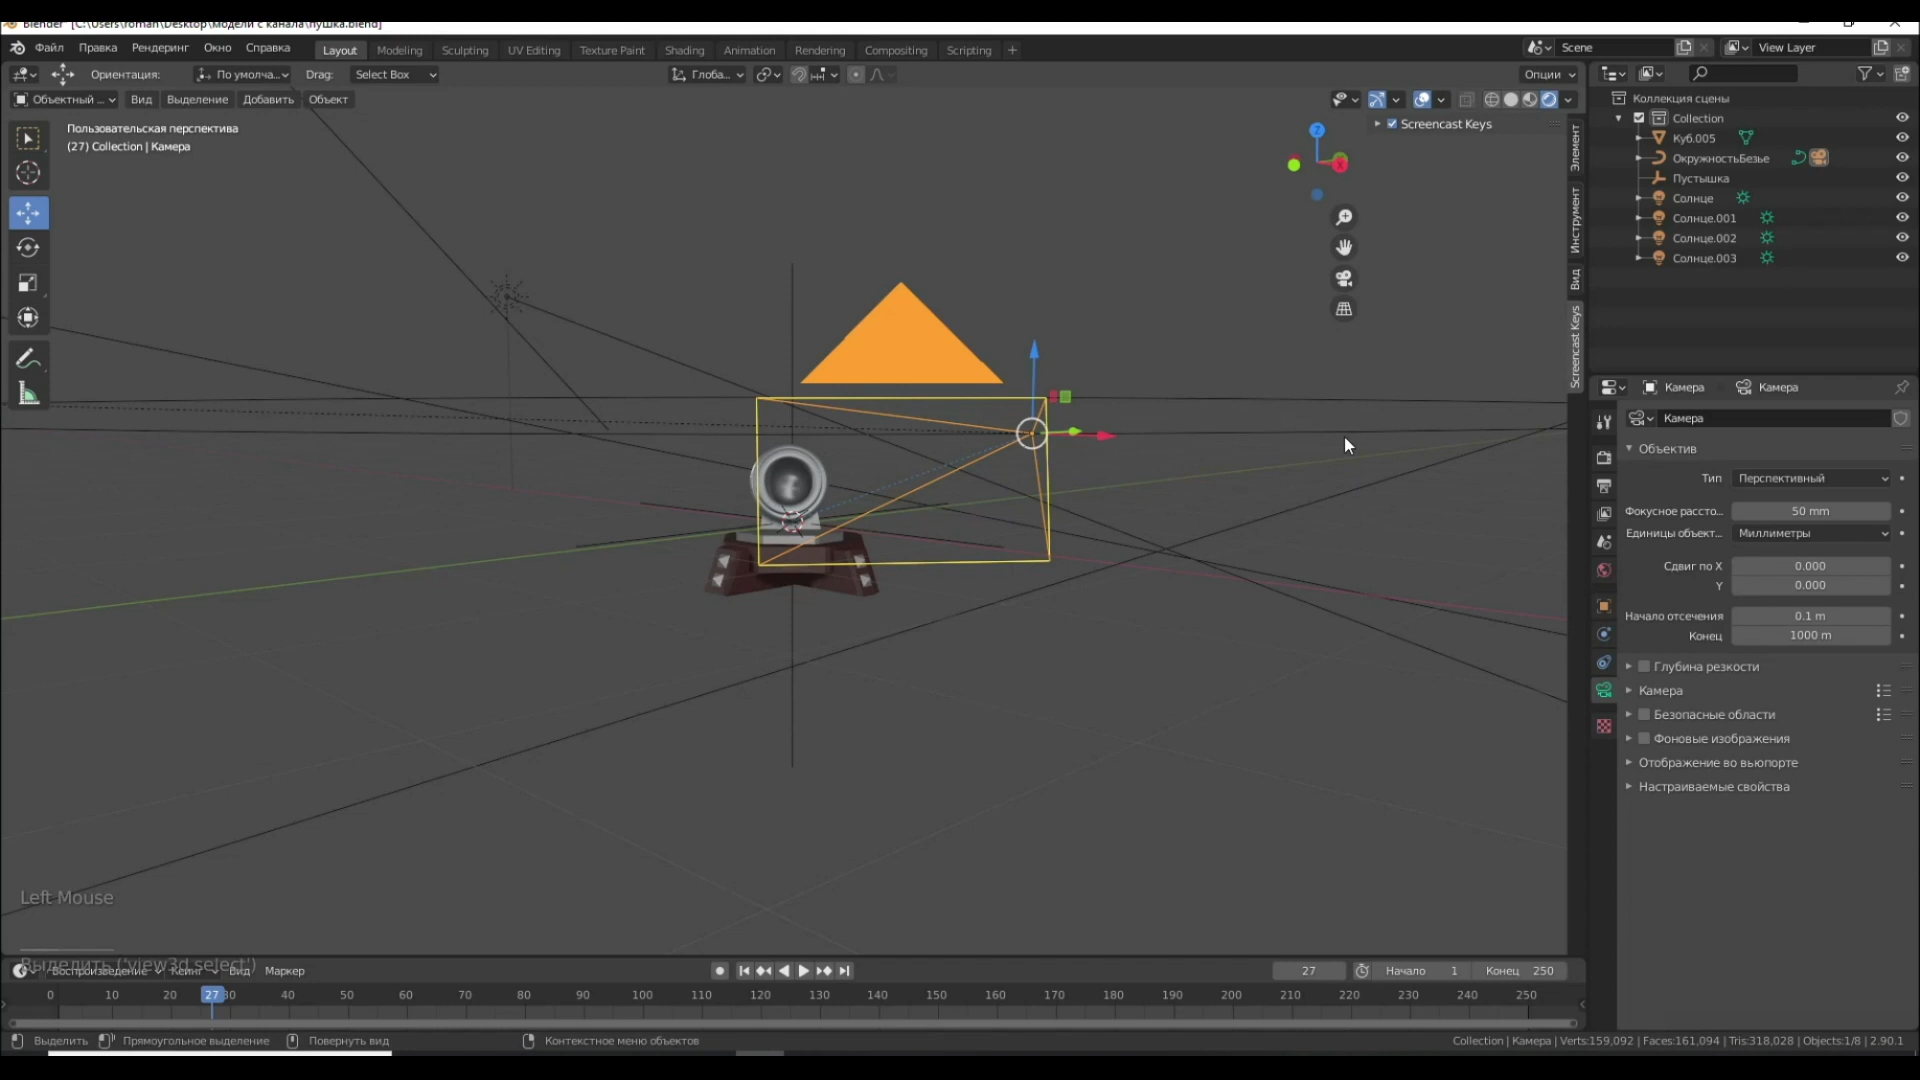 Blender [C:\Users\roman\Desktop\модели с канала\пушка.blend]
Файл Правка Рендеринг Окно Справка Layout Modeling Sculpting UV Editing Texture Paint Shading Animation Rendering Compositing Scripting + Scene View Layer
Ориентация: По умолча... Drag: Select Box Глоба... Опции
Объектный ... Вид Выделение Добавить Объект
Пользовательская перспектива
(27) Collection | Камера
Screencast Keys
Z
X
Элемент
Инструмент
Вид
Screencast Keys
Коллекция сцены
Collection
Куб.005
ОкружностьБезье
Пустышка
Солнце
Солнце.001
Солнце.002
Солнце.003
Камера Камера
Камера
Объектив
Тип Перспективный
Фокусное рассто... 50 mm
Единицы объект... Миллиметры
Сдвиг по X 0.000
Y 0.000
Начало отсечения 0.1 m
Конец 1000 m
Глубина резкости
Камера
Безопасные области
Фоновые изображения
Отображение во вьюпорте
Настраиваемые свойства
Left Mouse
Выделить ('view3d.select')
Воспроизведение Кеинг Вид Маркер 27 Начало 1 Конец 250
0 10 20 27 30 40 50 60 70 80 90 100 110 120 130 140 150 160 170 180 190 200 210 220 230 240 250
Выделить Прямоугольное выделение Повернуть вид Контекстное меню объектов Collection | Камера | Verts:159,092 | Faces:161,094 | Tris:318,028 | Objects:1/8 | 2.90.1